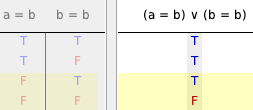 a = b b = b (a = b) ∨ (b = b)
T T T
T F T
F T T
F F F